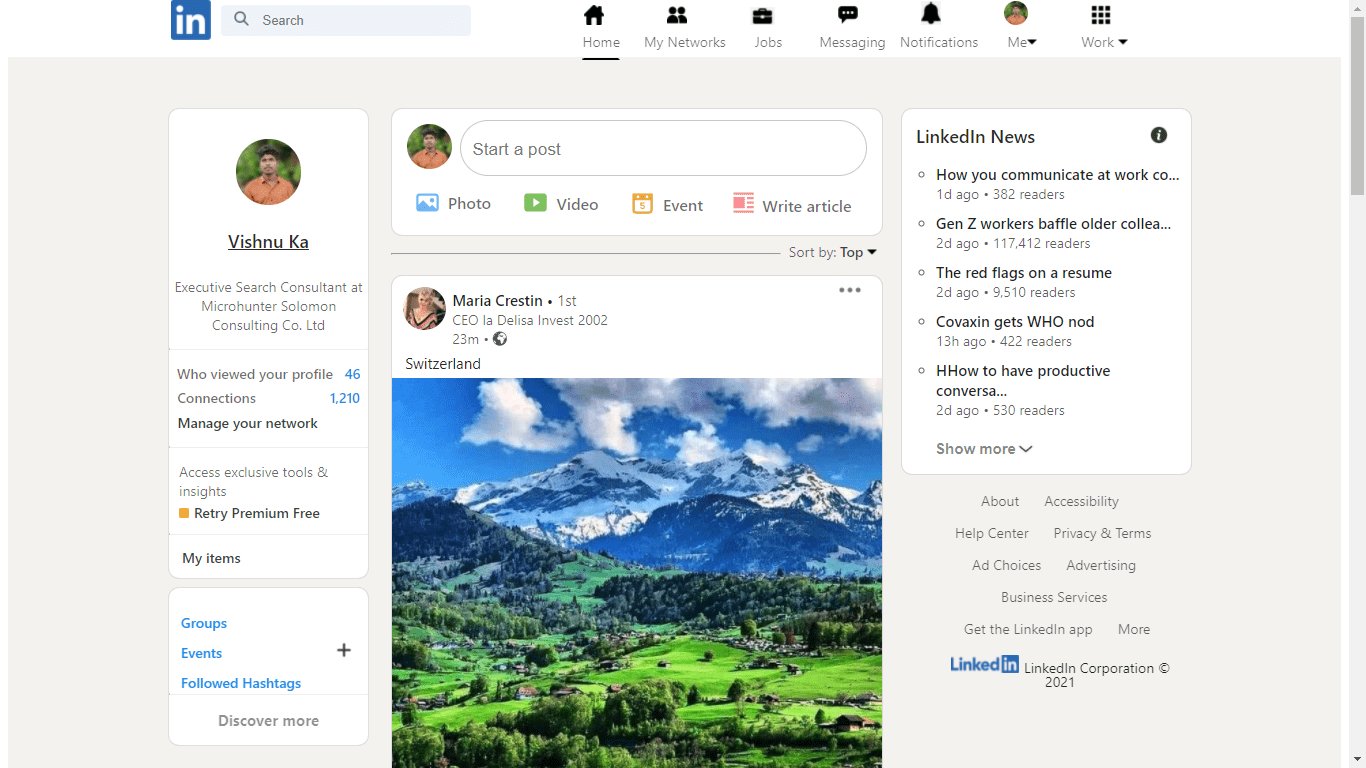 in
Search
Home
My Networks
Jobs
Messaging
Notifications
Me
Work
Vishnu Ka
Executive Search Consultant at
Microhunter Solomon
Consulting Co. Ltd
Who viewed your profile 46
Connections 1,210
Manage your network
Access exclusive tools &
insights
Retry Premium Free
My items
Groups
Events +
Followed Hashtags
Discover more
Start a post
Photo
Video
5 Event
Write article
Sort by: Top
Maria Crestin • 1st
CEO la Delisa Invest 2002
23m •
Switzerland
LinkedIn News i
How you communicate at work co...
1d ago • 382 readers
Gen Z workers baffle older collea...
2d ago • 117,412 readers
The red flags on a resume
2d ago • 9,510 readers
Covaxin gets WHO nod
13h ago • 422 readers
HHow to have productive
conversa...
2d ago • 530 readers
Show more
About Accessibility
Help Center Privacy & Terms
Ad Choices Advertising
Business Services
Get the LinkedIn app More
Linkedin LinkedIn Corporation ©
2021